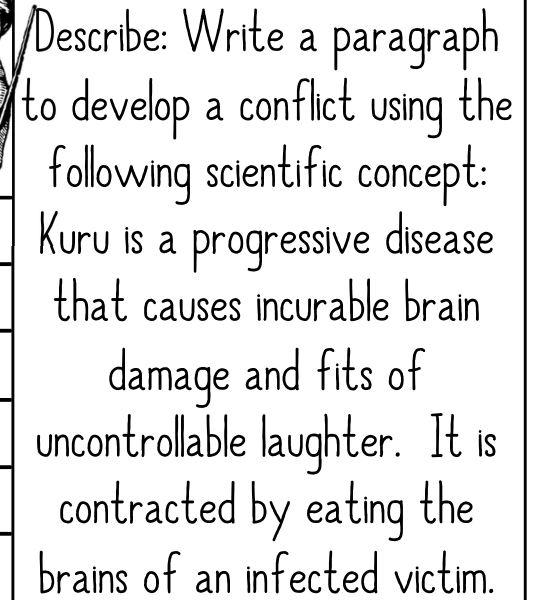 Describe: Write a paragraph
to develop a conflict using the
following scientific concept:
Kuru is a progressive disease
that causes incurable brain
damage and fits of
uncontrollable laughter. It is
contracted by eating the
brains of an infected victim.